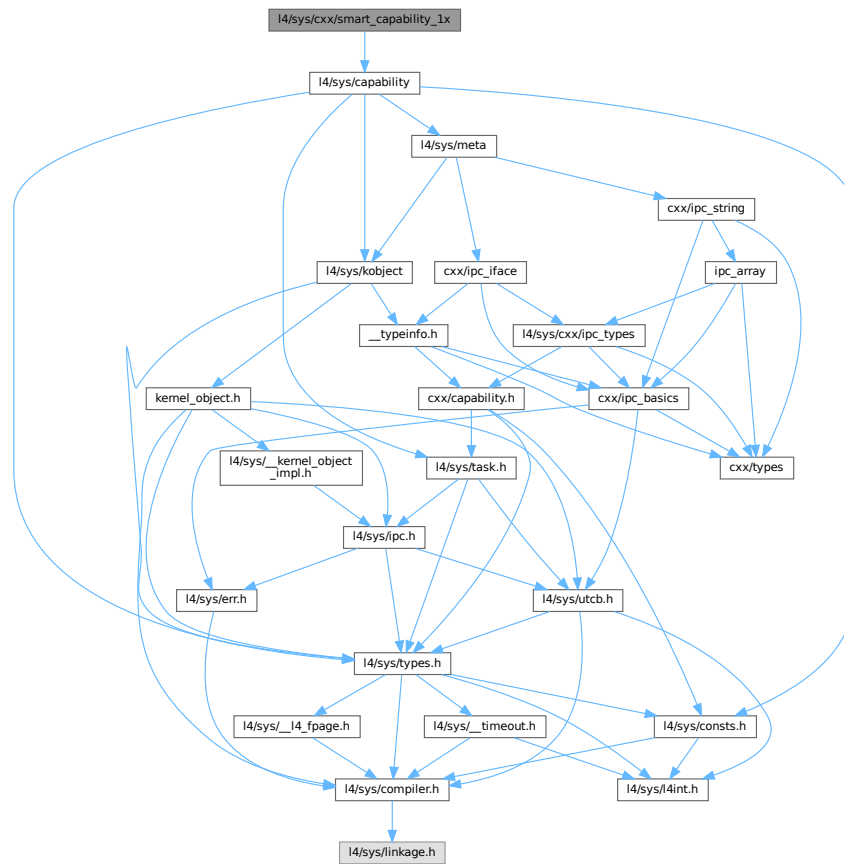 l4/sys/cxx/smart_capability_1x
l4/sys/capability
l4/sys/meta
cxx/ipc_string
l4/sys/kobject
cxx/ipc_iface
ipc_array
__typeinfo.h
l4/sys/cxx/ipc_types
kernel_object.h
cxx/capability.h
cxx/ipc_basics
l4/sys/__kernel_object
_impl.h
l4/sys/task.h
cxx/types
l4/sys/ipc.h
l4/sys/err.h
l4/sys/utcb.h
l4/sys/types.h
l4/sys/__l4_fpage.h
l4/sys/__timeout.h
l4/sys/consts.h
l4/sys/compiler.h
l4/sys/l4int.h
l4/sys/linkage.h